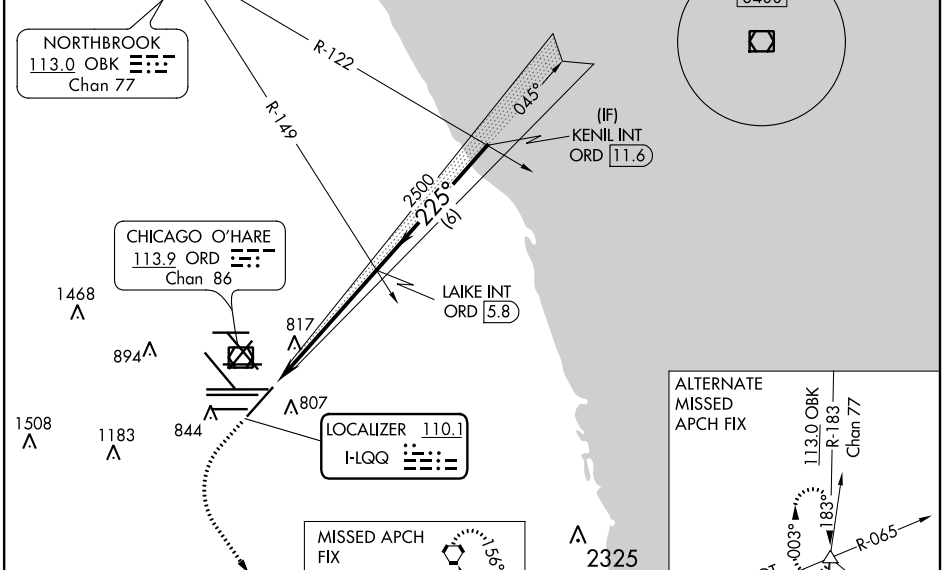 NORTHBROOK
113.0 OBK
Chan 77
R-122
R-149
045°
(IF)
KENIL INT
ORD 11.6
2500
225°
(6)
CHICAGO O'HARE
113.9 ORD
Chan 86
LAIKE INT
ORD 5.8
1468
894
817
807
844
1508
1183
LOCALIZER 110.1
I-LQQ
MISSED APCH
FIX
156°
2325
ALTERNATE
MISSED
APCH FIX
113.0 OBK
R-183
Chan 77
183°
003°
R-065